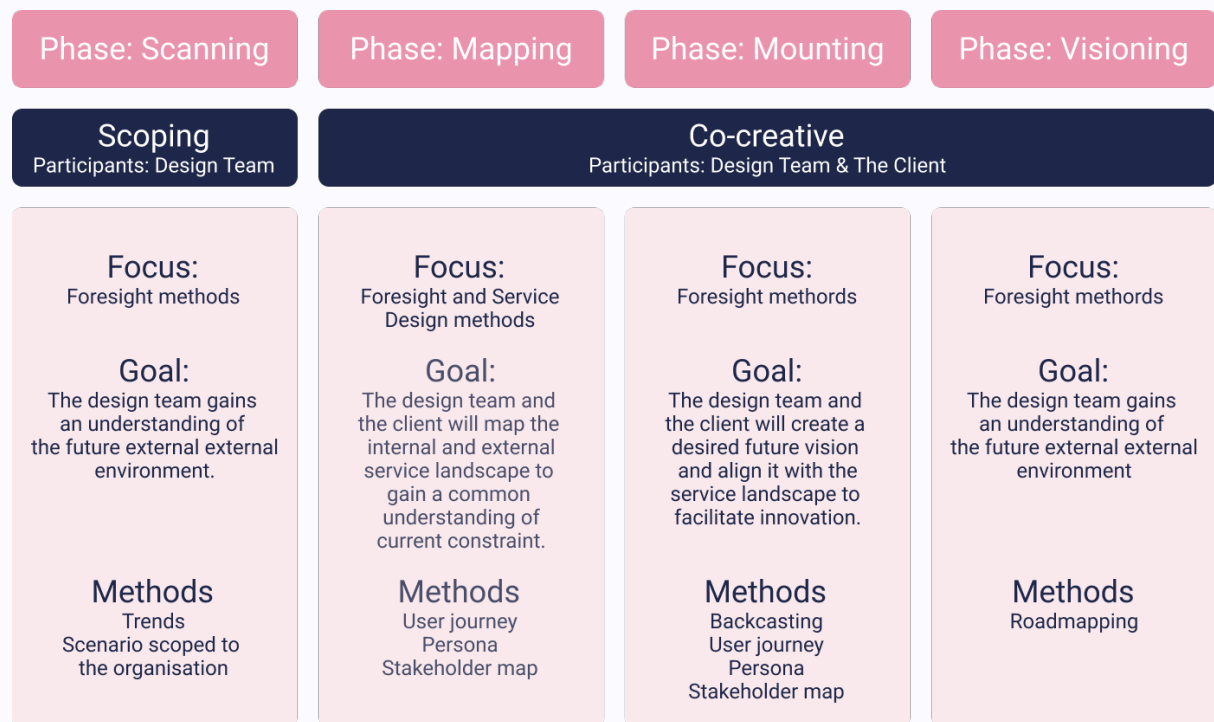 Phase: Scanning
Phase: Mapping
Phase: Mounting
Phase: Visioning
Scoping
Participants: Design Team
Co-creative
Participants: Design Team & The Client
Focus:
Foresight methods
Goal:
The design team gains
an understanding of
the future external external
environment.
Methods
Trends
Scenario scoped to
the organisation
Focus:
Foresight and Service
Design methods
Goal:
The design team and
the client will map the
internal and external
service landscape to
gain a common
understanding of
current constraint.
Methods
User journey
Persona
Stakeholder map
Focus:
Foresight methords
Goal:
The design team and
the client will create a
desired future vision
and align it with the
service landscape to
facilitate innovation.
Methods
Backcasting
User journey
Persona
Stakeholder map
Focus:
Foresight methords
Goal:
The design team gains
an understanding of
the future external external
environment
Methods
Roadmapping